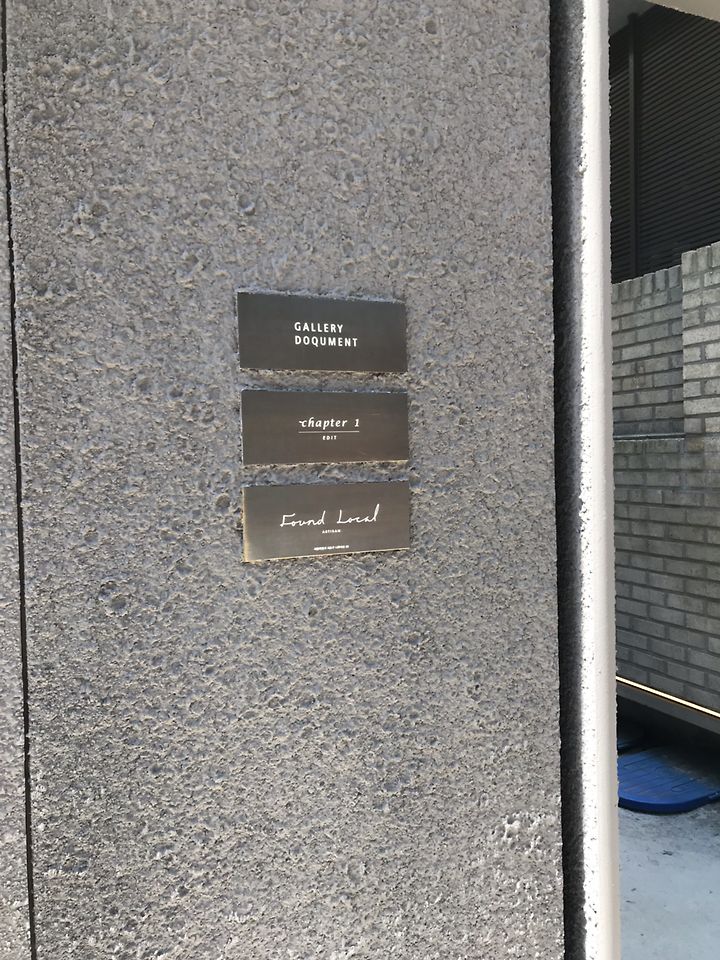 GALLERY
DOQUMENT
chapter 1
EDIT
Found Local
ARTISAN